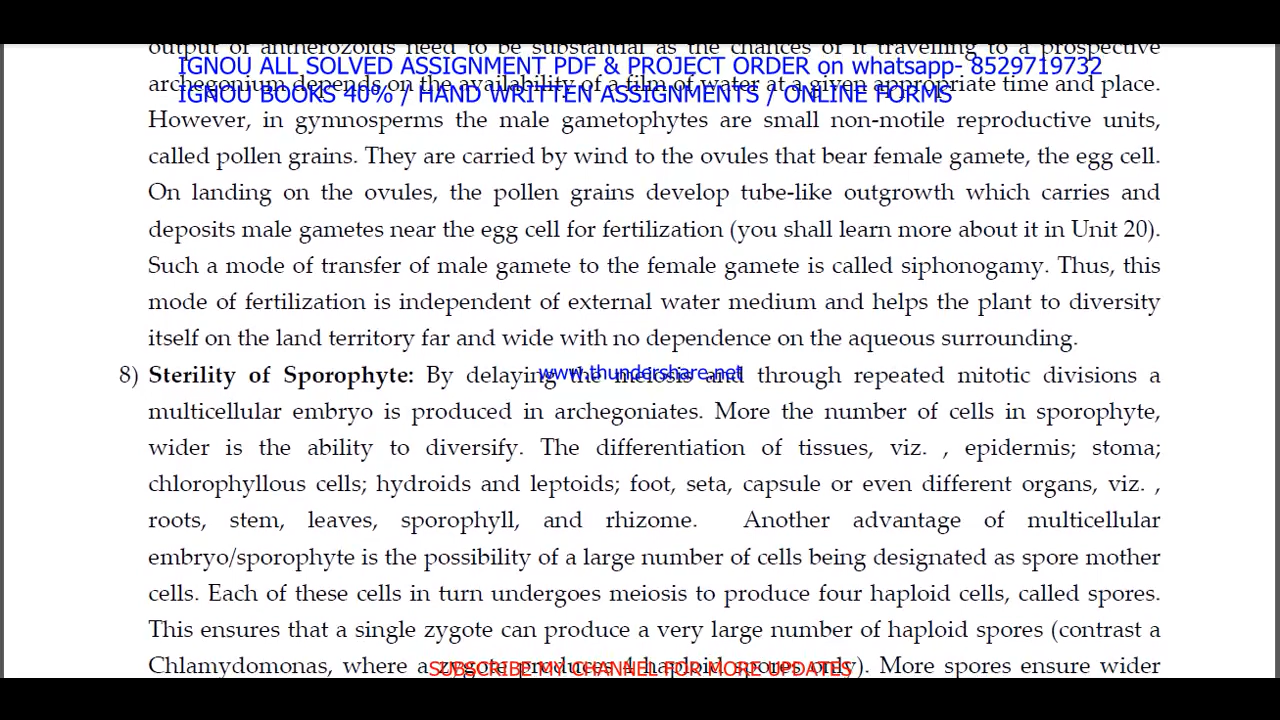 output of antherozoids need to be substantial as the chances of it travelling to a prospective
IGNOU ALL SOLVED ASSIGNMENT PDF & PROJECT ORDER on whatsapp- 8529719732
archegonium depends on the availability of a film of water at a given appropriate time and place.
IGNOU BOOKS 40% / HAND WRITTEN ASSIGNMENTS / ONLINE FORMS
However, in gymnosperms the male gametophytes are small non-motile reproductive units,
called pollen grains. They are carried by wind to the ovules that bear female gamete, the egg cell.
On landing on the ovules, the pollen grains develop tube-like outgrowth which carries and
deposits male gametes near the egg cell for fertilization (you shall learn more about it in Unit 20).
Such a mode of transfer of male gamete to the female gamete is called siphonogamy. Thus, this
mode of fertilization is independent of external water medium and helps the plant to diversity
itself on the land territory far and wide with no dependence on the aqueous surrounding.
8) Sterility of Sporophyte: By delaying the meiosis and through repeated mitotic divisions a
www.thundershare.net
multicellular embryo is produced in archegoniates. More the number of cells in sporophyte,
wider is the ability to diversify. The differentiation of tissues, viz. , epidermis; stoma;
chlorophyllous cells; hydroids and leptoids; foot, seta, capsule or even different organs, viz. ,
roots, stem, leaves, sporophyll, and rhizome. Another advantage of multicellular
embryo/sporophyte is the possibility of a large number of cells being designated as spore mother
cells. Each of these cells in turn undergoes meiosis to produce four haploid cells, called spores.
This ensures that a single zygote can produce a very large number of haploid spores (contrast a
Chlamydomonas, where a zygote produces 4 haploid spores only). More spores ensure wider
SUBSCRIBE MY CHANNEL FOR MORE UPDATES